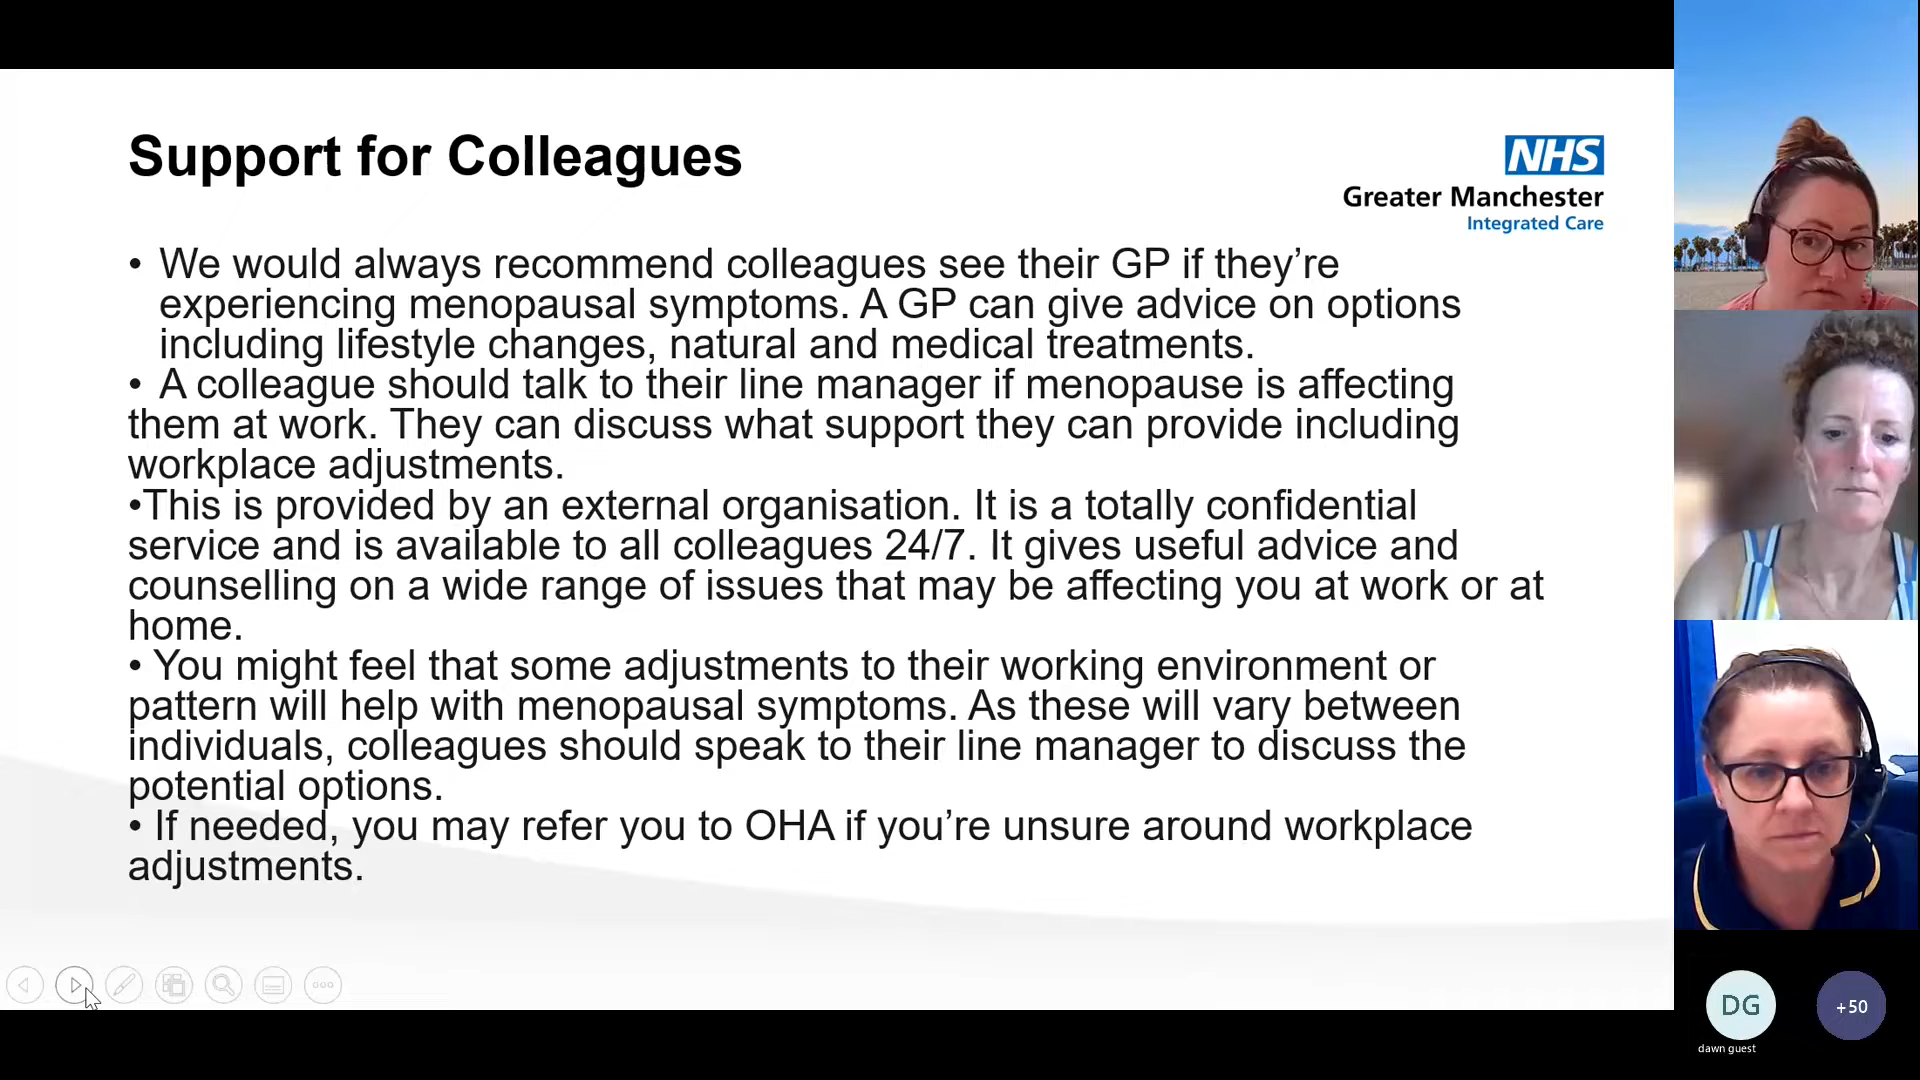 Support for Colleagues
NHS
Greater Manchester
Integrated Care
• We would always recommend colleagues see their GP if they’re
experiencing menopausal symptoms. A GP can give advice on options
including lifestyle changes, natural and medical treatments.
• A colleague should talk to their line manager if menopause is affecting
them at work. They can discuss what support they can provide including
workplace adjustments.
•This is provided by an external organisation. It is a totally confidential
service and is available to all colleagues 24/7. It gives useful advice and
counselling on a wide range of issues that may be affecting you at work or at
home.
• You might feel that some adjustments to their working environment or
pattern will help with menopausal symptoms. As these will vary between
individuals, colleagues should speak to their line manager to discuss the
potential options.
• If needed, you may refer you to OHA if you’re unsure around workplace
adjustments.
DG
+50
dawn guest